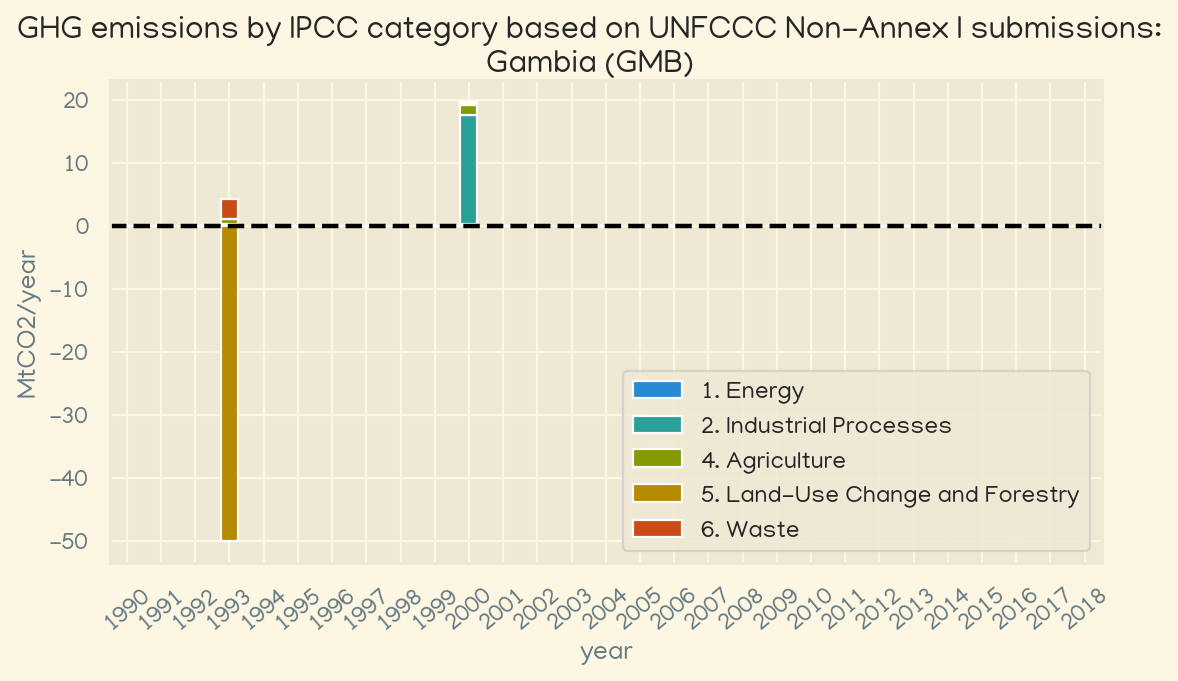 GHG emissions by IPCC category based on UNFCCC Non-Annex I submissions:
Gambia (GMB)
MtCO2/year
20
10
0
-10
-20
-30
-40
-50
1. Energy
2. Industrial Processes
4. Agriculture
5. Land-Use Change and Forestry
6. Waste
1990 1991 1992 1993 1994 1995 1996 1997 1998 1999 2000 2001 2002 2003 2004 2005 2006 2007 2008 2009 2010 2011 2012 2013 2014 2015 2016 2017 2018
year